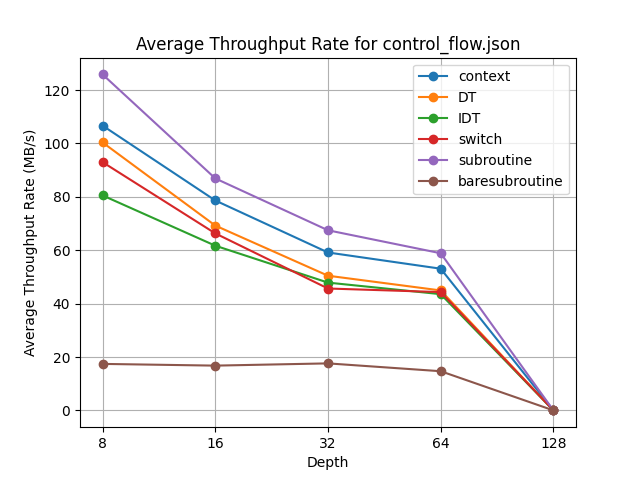 Average Throughput Rate for control_flow.json
Average Throughput Rate (MB/s)
120
100
80
60
40
20
0
context
DT
IDT
switch
subroutine
baresubroutine
8
16
32
64
128
Depth